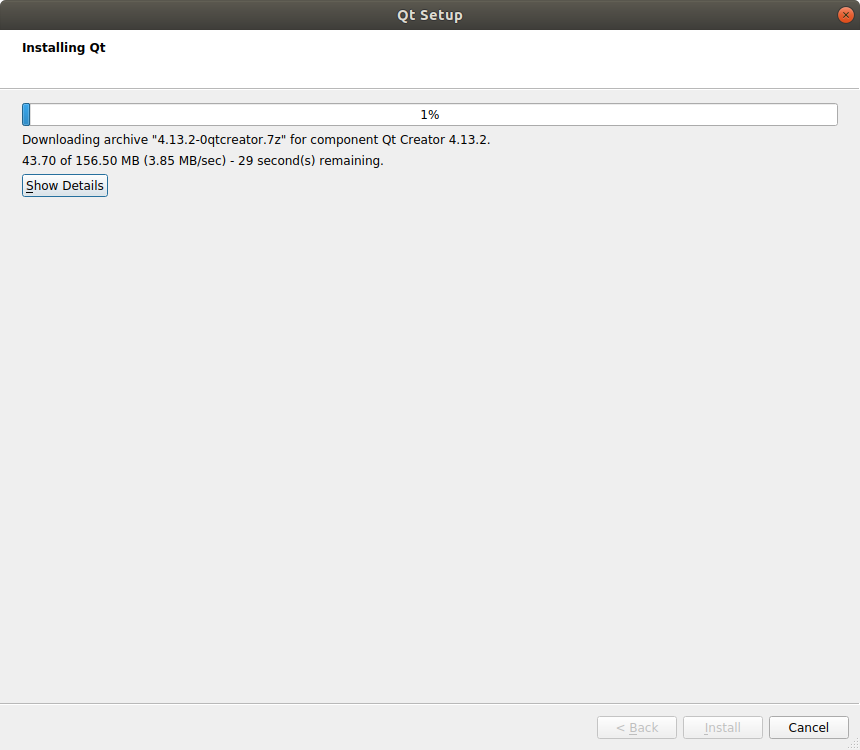 Qt Setup
Installing Qt
1%
Downloading archive "4.13.2-0qtcreator.7z" for component Qt Creator 4.13.2.
43.70 of 156.50 MB (3.85 MB/sec) - 29 second(s) remaining.
Show Details
< Back Install Cancel